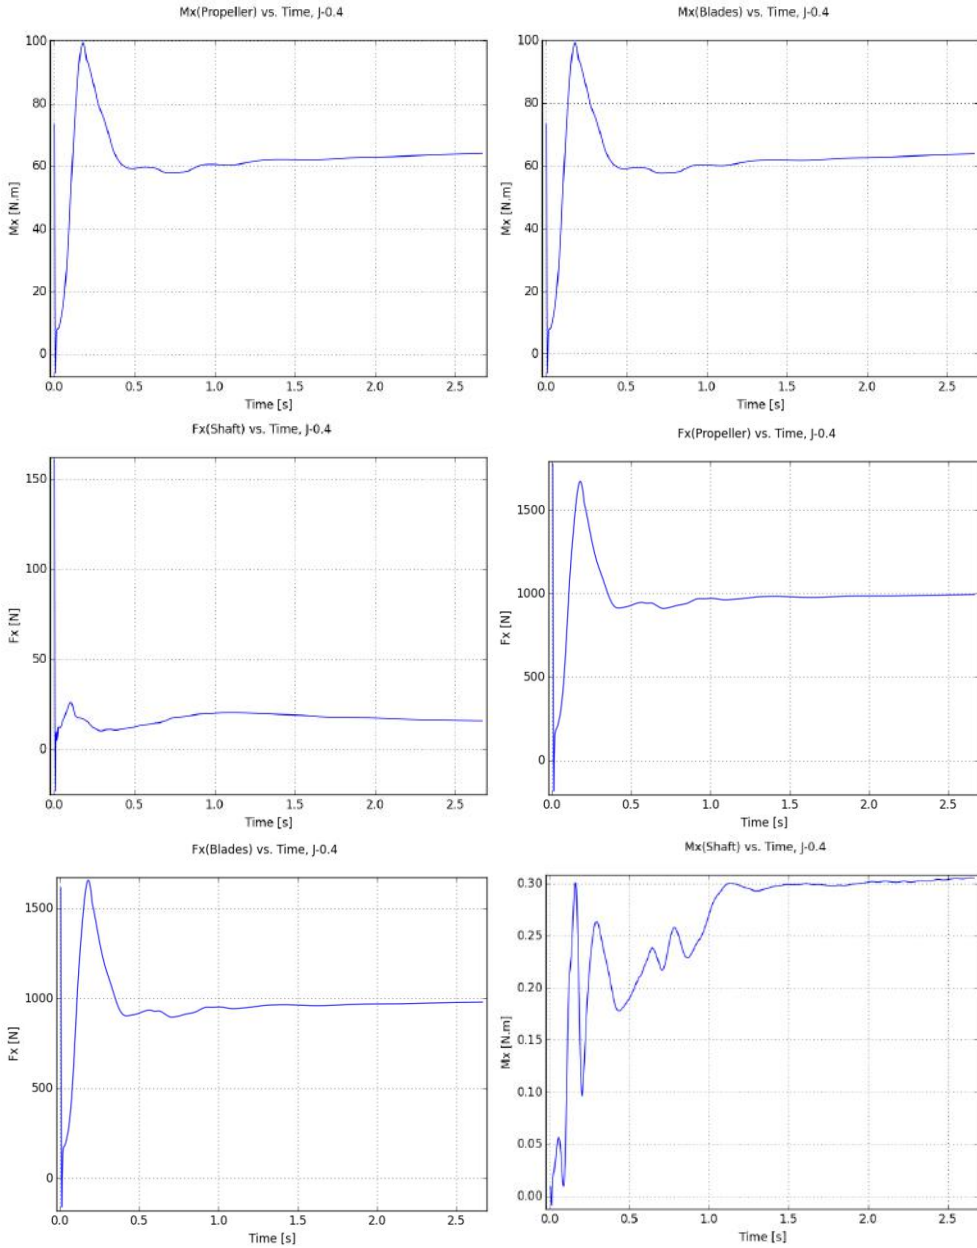 Mx(Propeller) vs. Time, J-0.4
Mx [N.m]
100
80
60
40
20
0
0.0 0.5 1.0 1.5 2.0 2.5
Time [s]
Mx(Blades) vs. Time, J-0.4
Mx [N.m]
100
80
60
40
20
0
0.0 0.5 1.0 1.5 2.0 2.5
Time [s]
Fx(Shaft) vs. Time, J-0.4
Fx [N]
150
100
50
0
0.0 0.5 1.0 1.5 2.0 2.5
Time [s]
Fx(Propeller) vs. Time, J-0.4
Fx [N]
1500
1000
500
0
0.0 0.5 1.0 1.5 2.0 2.5
Time [s]
Fx(Blades) vs. Time, J-0.4
Fx [N]
1500
1000
500
0
0.0 0.5 1.0 1.5 2.0 2.5
Time [s]
Mx(Shaft) vs. Time, J-0.4
Mx [N.m]
0.30
0.25
0.20
0.15
0.10
0.05
0.00
0.0 0.5 1.0 1.5 2.0 2.5
Time [s]